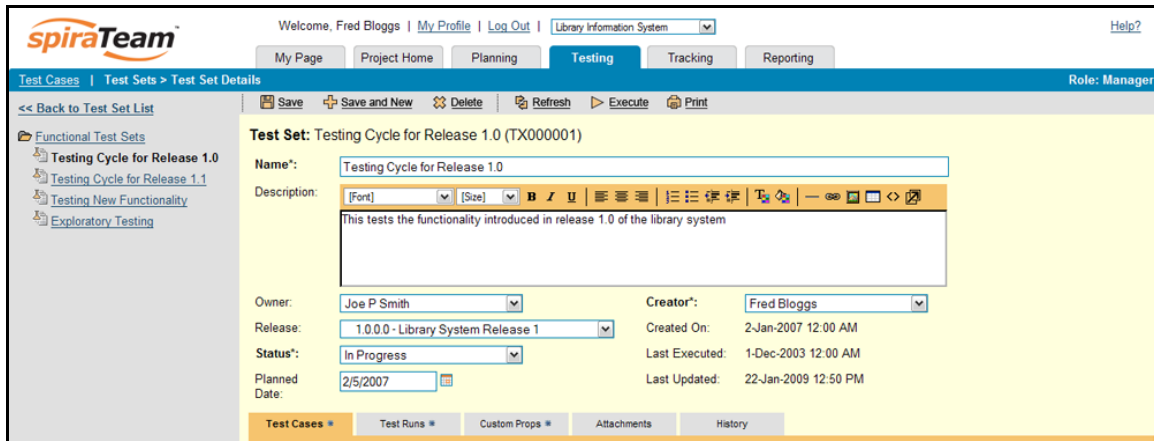 spiraTeam
Welcome, Fred Bloggs | My Profile | Log Out | Library Information System
Help?
My Page Project Home Planning Testing Tracking Reporting
Test Cases | Test Sets > Test Set Details
Role: Manager
<< Back to Test Set List
Functional Test Sets
Testing Cycle for Release 1.0
Testing Cycle for Release 1.1
Testing New Functionality
Exploratory Testing
Save Save and New Delete Refresh Execute Print
Test Set: Testing Cycle for Release 1.0 (TX000001)
Name*: Testing Cycle for Release 1.0
Description: [Font] [Size] B I U
This tests the functionality introduced in release 1.0 of the library system
Owner: Joe P Smith
Creator*: Fred Bloggs
Release: 1.0.0.0 - Library System Release 1
Created On: 2-Jan-2007 12:00 AM
Status*: In Progress
Last Executed: 1-Dec-2003 12:00 AM
Planned Date: 2/5/2007
Last Updated: 22-Jan-2009 12:50 PM
Test Cases Test Runs Custom Props Attachments History